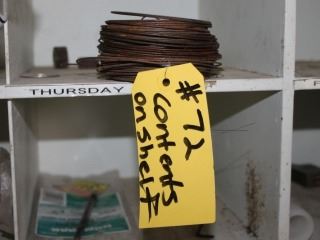 THURSDAY
#72
contents
on shelf